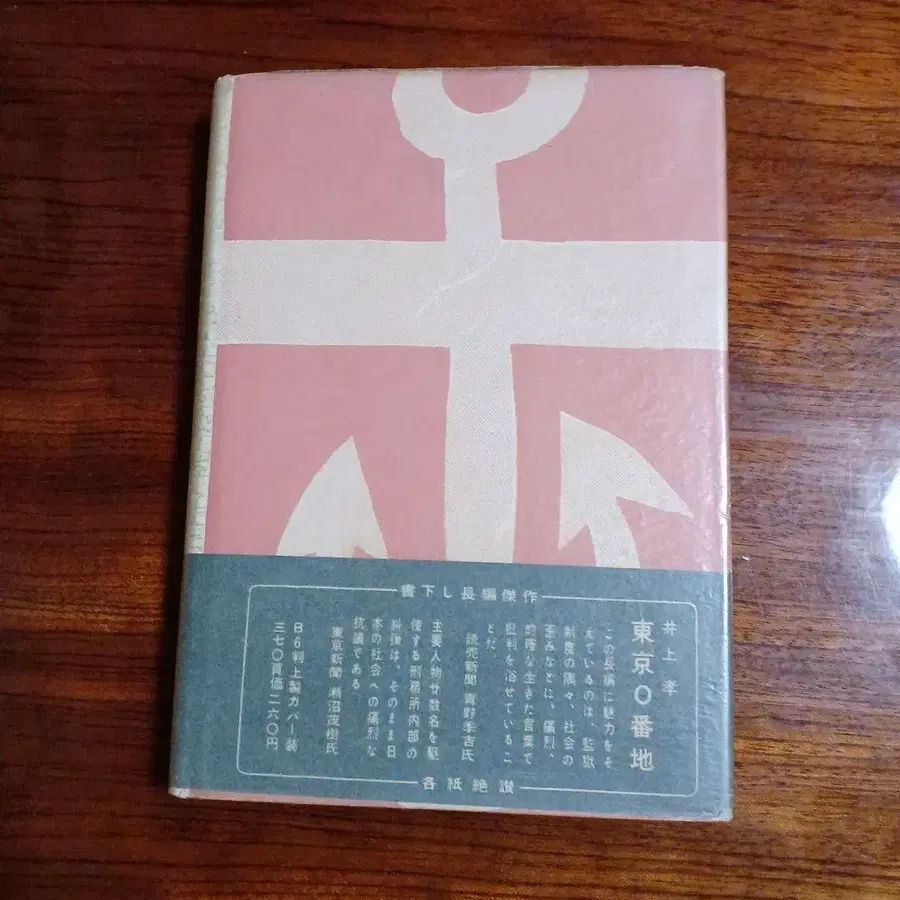 書下し長編傑作
井上孝
東京0番地
この長編に魅力をそ
えているのは、監獄
制度の隅々、社会の
歪みなどに、痛烈、
的確な生きた言葉で
批判を浴せているこ
とだ
読売新聞 青野季吉氏
主要人物廿数名を駆
使する刑務所内部の
糾弾は、そのまま日
本の社会への痛烈な
抗議である
東京新聞 瀬沼茂樹氏
B6判上製カバー装
三七〇頁価二六〇円
各紙絶讃